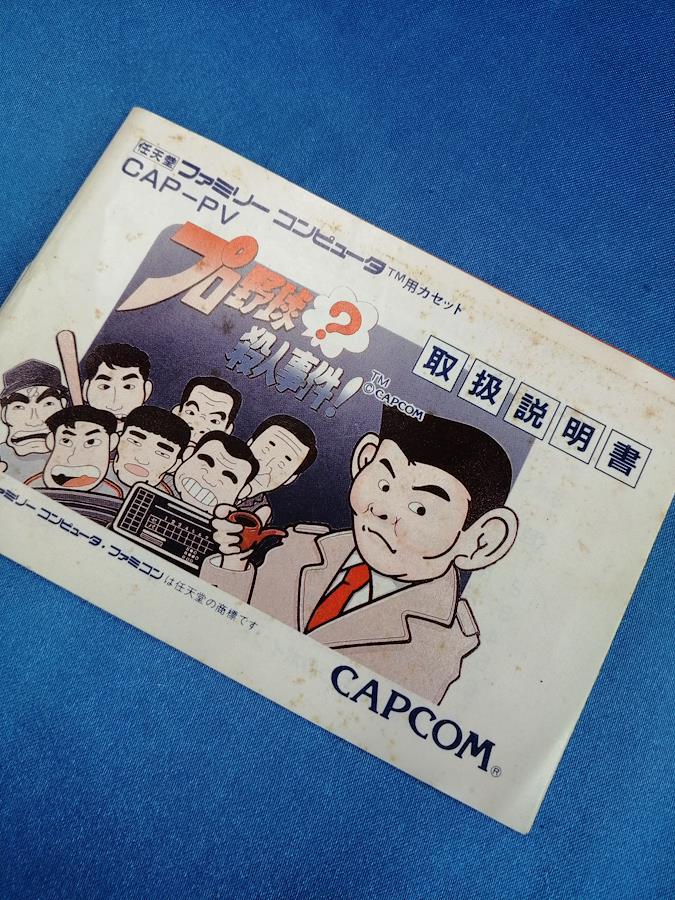 任天堂 ファミリー コンピュータ™用カセット
CAP-PV
プロ野球?
殺人事件!
TM
©CAPCOM
取扱説明書
ファミリー コンピュータ・ファミコンは任天堂の商標です
CAPCOM®